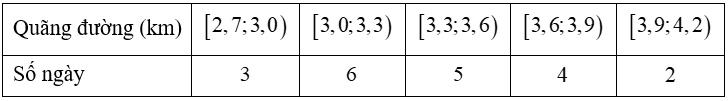 Quãng đường (km) [2,7;3,0) [3,0;3,3) [3,3;3,6) [3,6;3,9) [3,9;4,2)
Số ngày 3 6 5 4 2